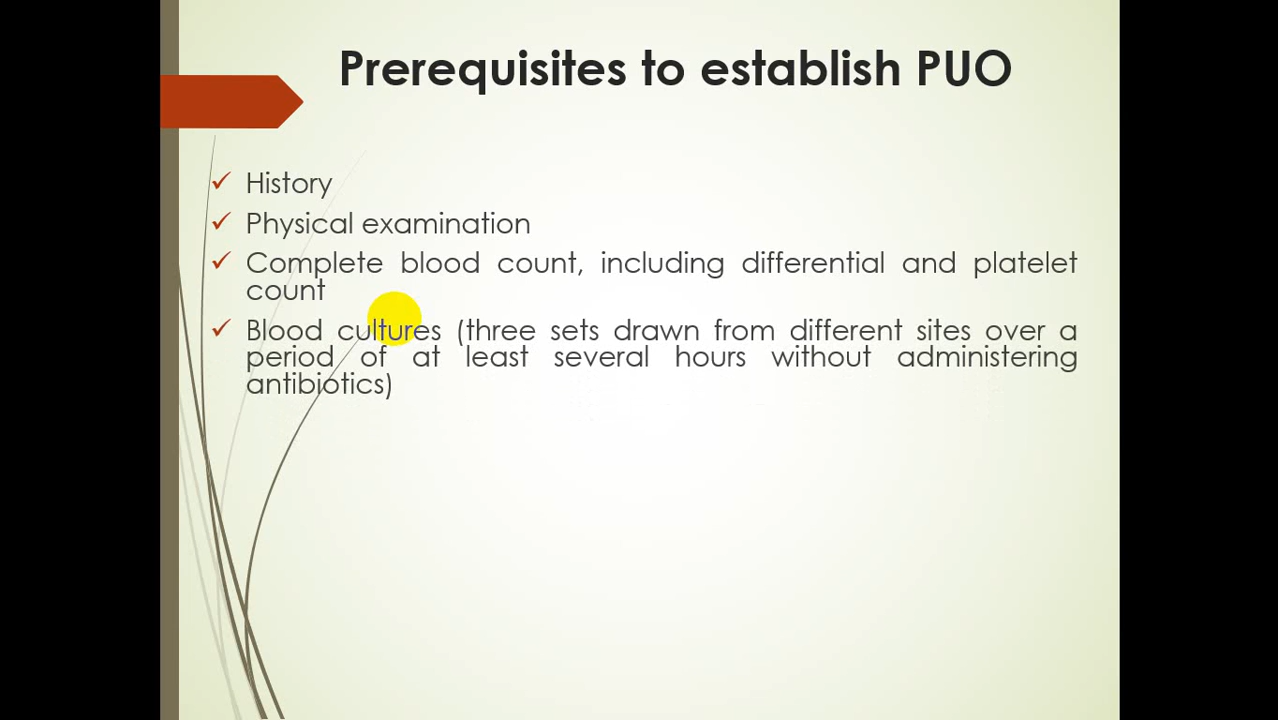 Prerequisites to establish PUO
✓ History
✓ Physical examination
✓ Complete blood count, including differential and platelet
count
✓ Blood cultures (three sets drawn from different sites over a
period of at least several hours without administering
antibiotics)